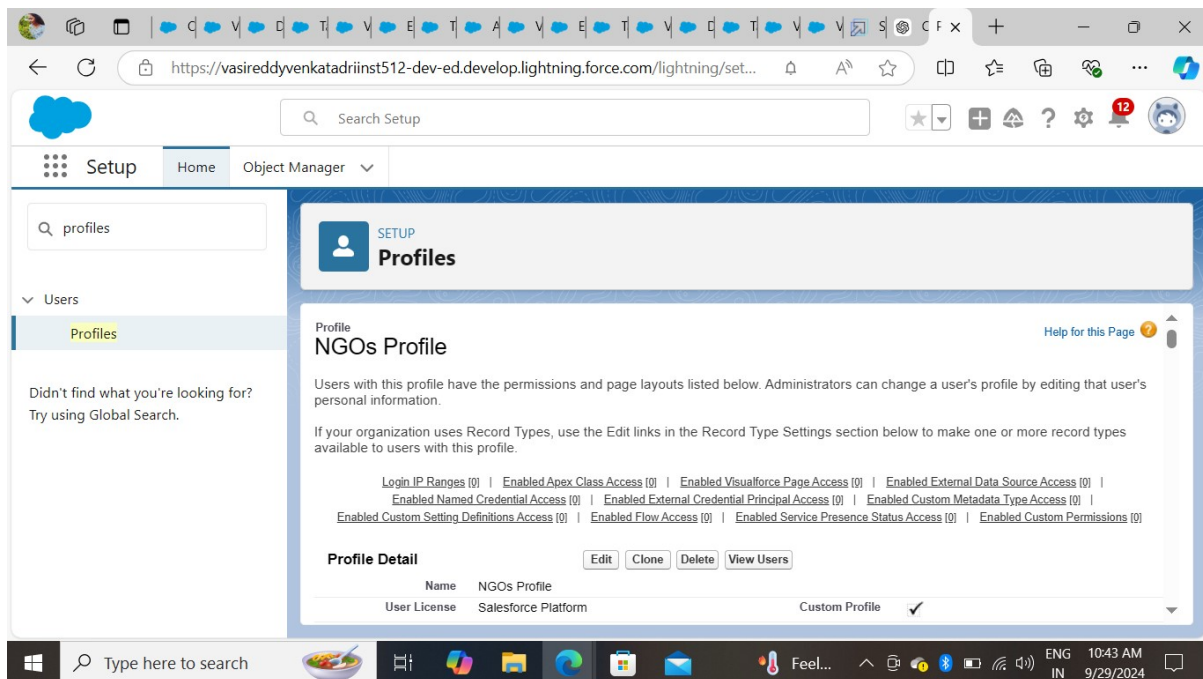 https://vasireddyvenkatadriinst512-dev-ed.develop.lightning.force.com/lightning/set...
Search Setup
12
Setup Home Object Manager
profiles
SETUP
Profiles
Users
Profiles
Didn't find what you're looking for?
Try using Global Search.
Profile
NGOs Profile
Help for this Page
Users with this profile have the permissions and page layouts listed below. Administrators can change a user's profile by editing that user's
personal information.
If your organization uses Record Types, use the Edit links in the Record Type Settings section below to make one or more record types
available to users with this profile.
Login IP Ranges [0] | Enabled Apex Class Access [0] | Enabled Visualforce Page Access [0] | Enabled External Data Source Access [0] |
Enabled Named Credential Access [0] | Enabled External Credential Principal Access [0] | Enabled Custom Metadata Type Access [0] |
Enabled Custom Setting Definitions Access [0] | Enabled Flow Access [0] | Enabled Service Presence Status Access [0] | Enabled Custom Permissions [0]
Profile Detail Edit Clone Delete View Users
Name NGOs Profile
User License Salesforce Platform Custom Profile
Type here to search
Feel...
ENG
IN
10:43 AM
9/29/2024